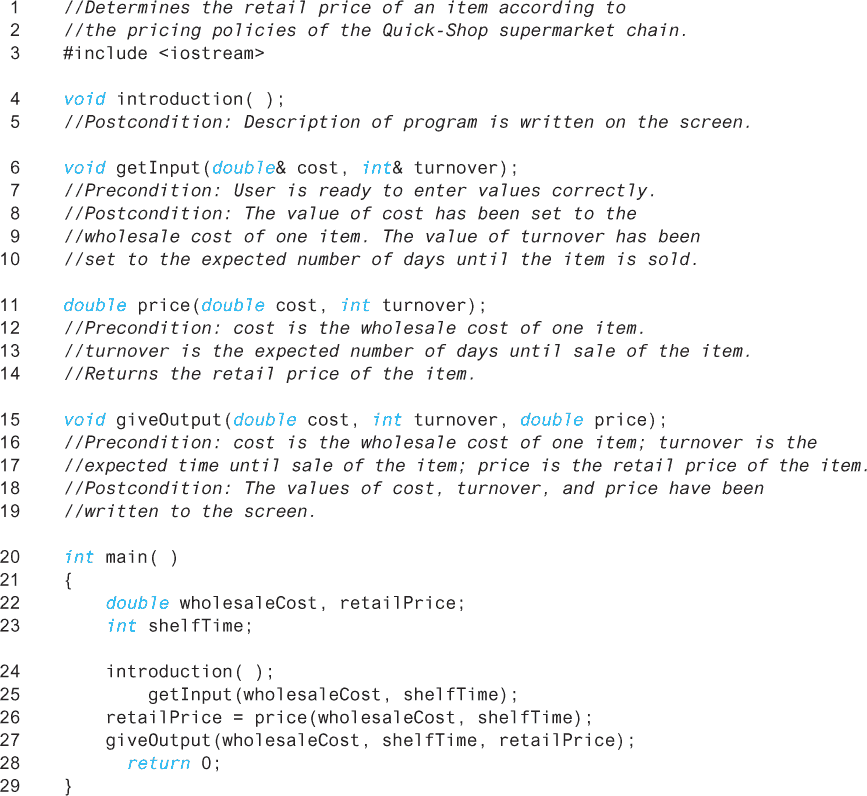 1 //Determines the retail price of an item according to
2 //the pricing policies of the Quick-Shop supermarket chain.
3 #include <iostream>
4 void introduction( );
5 //Postcondition: Description of program is written on the screen.
6 void getInput(double& cost, int& turnover);
7 //Precondition: User is ready to enter values correctly.
8 //Postcondition: The value of cost has been set to the
9 //wholesale cost of one item. The value of turnover has been
10 //set to the expected number of days until the item is sold.
11 double price(double cost, int turnover);
12 //Precondition: cost is the wholesale cost of one item.
13 //turnover is the expected number of days until sale of the item.
14 //Returns the retail price of the item.
15 void giveOutput(double cost, int turnover, double price);
16 //Precondition: cost is the wholesale cost of one item; turnover is the
17 //expected time until sale of the item; price is the retail price of the item.
18 //Postcondition: The values of cost, turnover, and price have been
19 //written to the screen.
20 int main( )
21 {
22 double wholesaleCost, retailPrice;
23 int shelfTime;
24 introduction( );
25 getInput(wholesaleCost, shelfTime);
26 retailPrice = price(wholesaleCost, shelfTime);
27 giveOutput(wholesaleCost, shelfTime, retailPrice);
28 return 0;
29 }